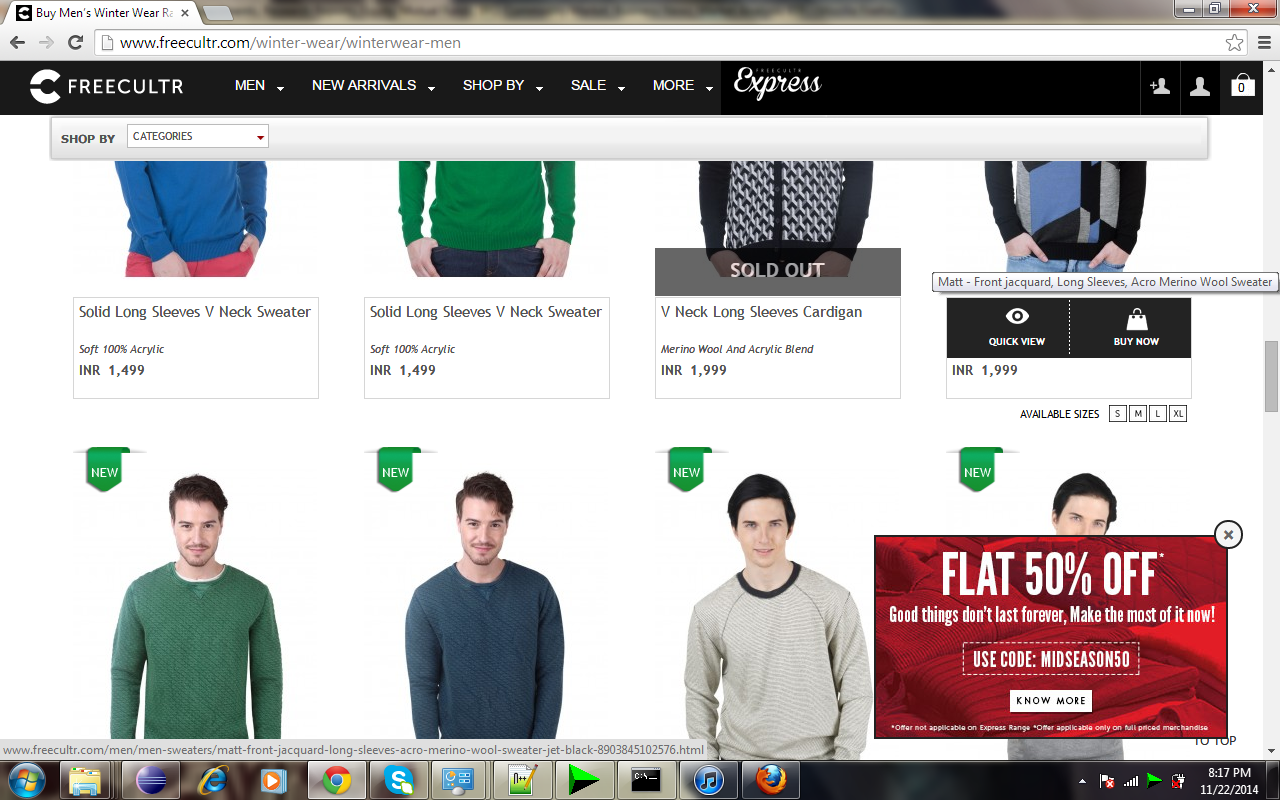 Buy Men's Winter Wear Ra
www.freecultr.com/winter-wear/winterwear-men
FREECULTR
MEN
NEW ARRIVALS
SHOP BY
SALE
MORE
FREECULTR
Express
0
SHOP BY
CATEGORIES
SOLD OUT
Matt - Front jacquard, Long Sleeves, Acro Merino Wool Sweater
Solid Long Sleeves V Neck Sweater
Soft 100% Acrylic
INR 1,499
Solid Long Sleeves V Neck Sweater
Soft 100% Acrylic
INR 1,499
V Neck Long Sleeves Cardigan
Merino Wool And Acrylic Blend
INR 1,999
QUICK VIEW
BUY NOW
INR 1,999
AVAILABLE SIZES S M L XL
NEW
NEW
NEW
NEW
FLAT 50% OFF*
Good things don't last forever, Make the most of it now!
USE CODE: MIDSEASON50
KNOW MORE
*Offer not applicable on Express Range *Offer applicable only on full priced merchandise
TO TOP
www.freecultr.com/men/men-sweaters/matt-front-jacquard-long-sleeves-acro-merino-wool-sweater-jet-black-8903845102576.html
8:17 PM
11/22/2014